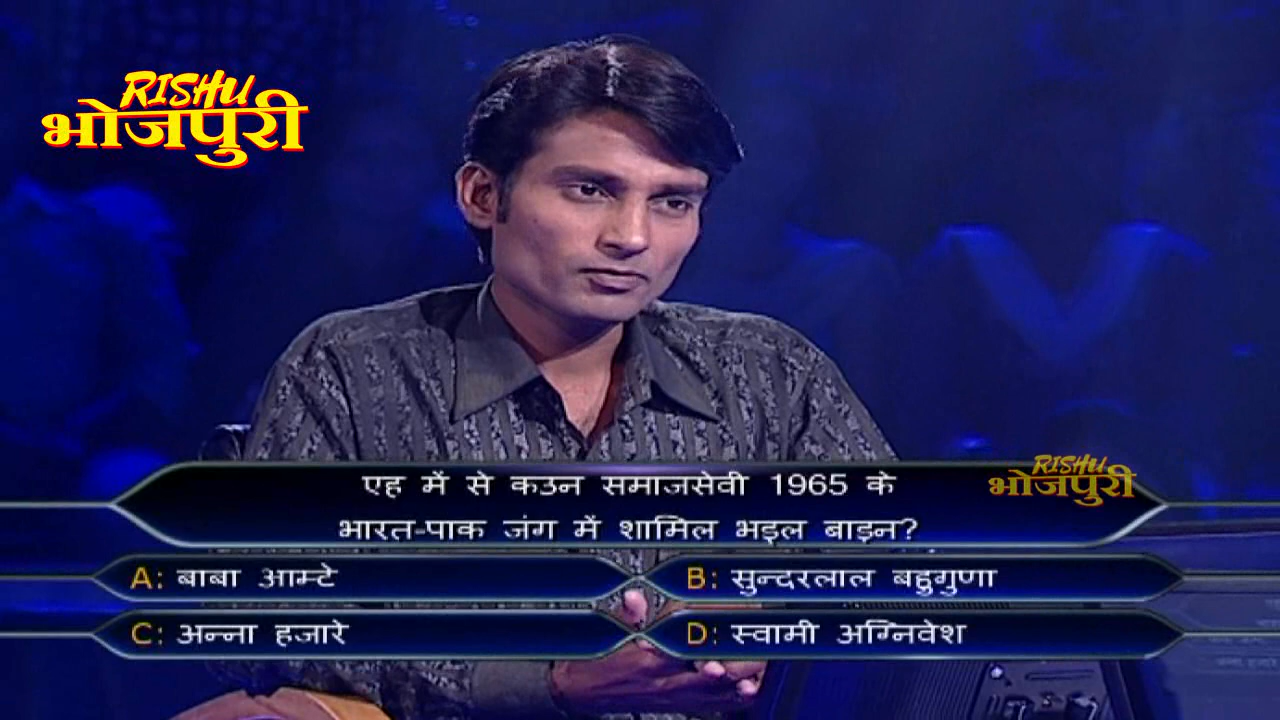 RISHU
भोजपुरी
एह में से कउन समाजसेवी 1965 के
RISHU
भोजपुरी
भारत-पाक जंग में शामिल भइल बाड़न?
A: बाबा आम्टे
B: सुन्दरलाल बहुगुणा
C: अन्ना हजारे
D: स्वामी अग्निवेश